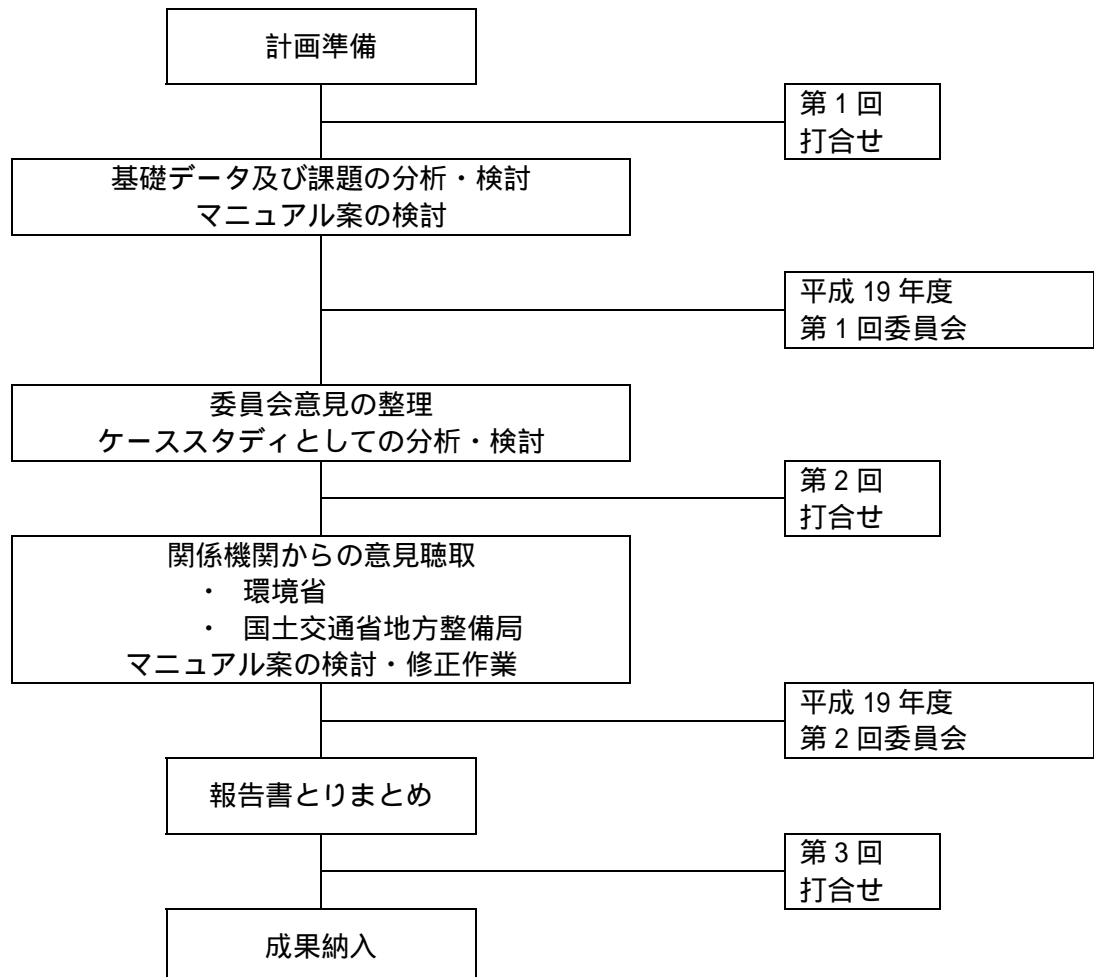 計画準備
第 1 回
打合せ
基礎データ及び課題の分析・検討
マニュアル案の検討
平成 19 年度
第 1 回委員会
委員会意見の整理
ケーススタディとしての分析・検討
第 2 回
打合せ
関係機関からの意見聴取
・ 環境省
・ 国土交通省地方整備局
マニュアル案の検討・修正作業
平成 19 年度
第 2 回委員会
報告書とりまとめ
第 3 回
打合せ
成果納入